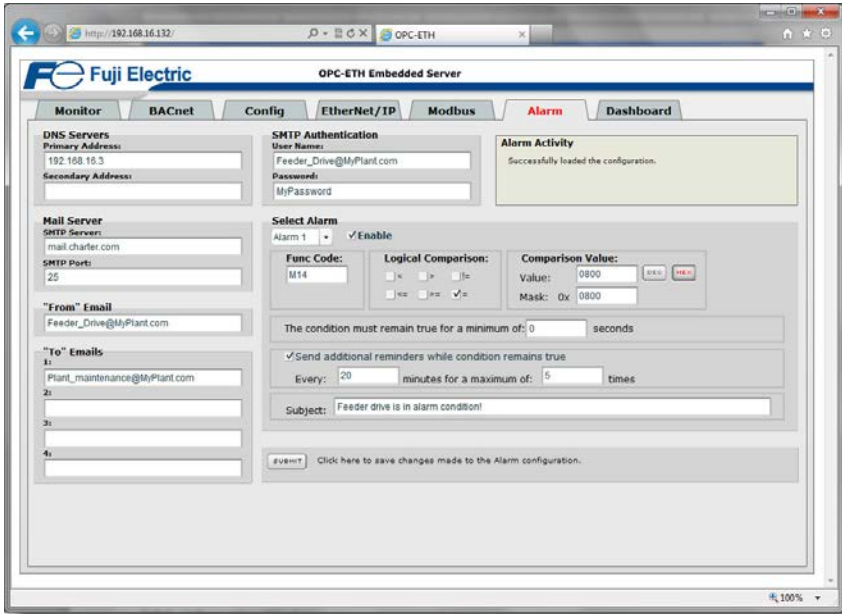 http://192.168.16.132/
OPC-ETH
Fuji Electric
OPC-ETH Embedded Server
Monitor BACnet Config EtherNet/IP Modbus Alarm Dashboard
DNS Servers
Primary Address:
192.168.16.3
Secondary Address:
SMTP Authentication
User Name:
Feeder_Drive@MyPlant.com
Password:
MyPassword
Alarm Activity
Successfully loaded the configuration.
Mail Server
SMTP Server:
mail.charter.com
SMTP Port:
25
"From" Email
Feeder_Drive@MyPlant.com
"To" Emails
1:
Plant_maintenance@MyPlant.com
2:
3:
4:
Select Alarm
Alarm 1 Enable
Func Code:
M14
Logical Comparison:
< > !=
<= >= =
Comparison Value:
Value: 0800 DEC HEX
Mask: 0x 0800
The condition must remain true for a minimum of: 0 seconds
Send additional reminders while condition remains true
Every: 20 minutes for a maximum of: 5 times
Subject: Feeder drive is in alarm condition!
SUBMIT Click here to save changes made to the Alarm configuration.
100%